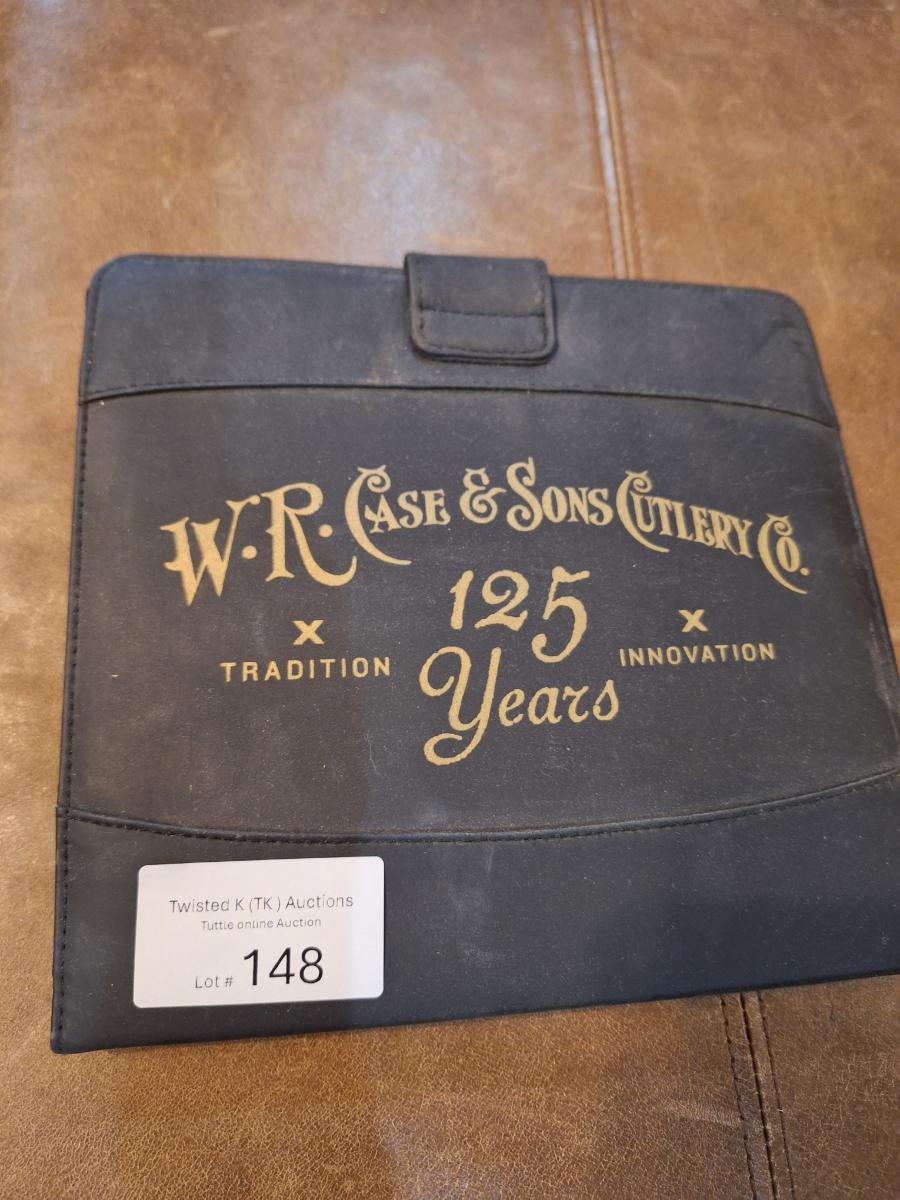 W.R. CASE & SONS CUTLERY CO.
125
Years
X
TRADITION
X
INNOVATION
Twisted K (TK) Auctions
Tuttle online Auction
Lot # 148